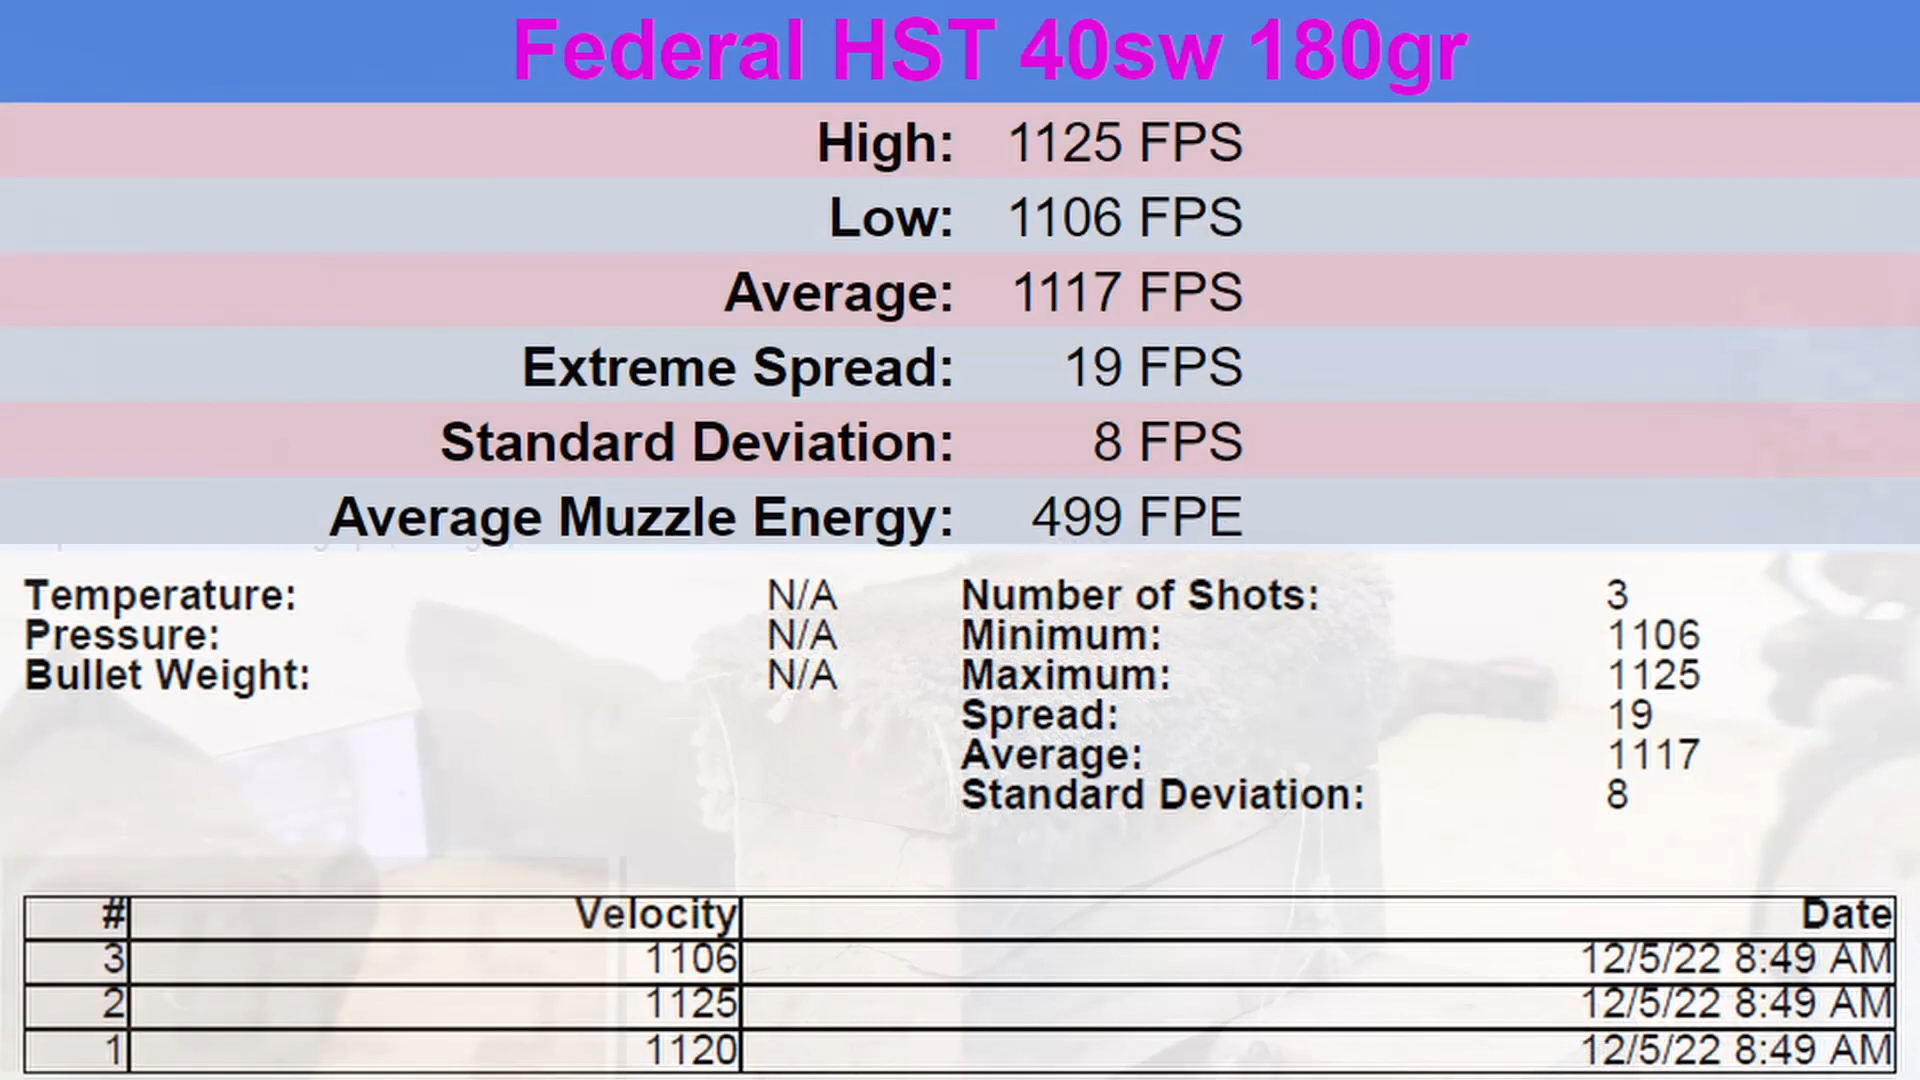 Federal HST 40sw 180gr
High: 1125 FPS
Low: 1106 FPS
Average: 1117 FPS
Extreme Spread: 19 FPS
Standard Deviation: 8 FPS
Average Muzzle Energy: 499 FPE
Temperature: N/A Number of Shots: 3
Pressure: N/A Minimum: 1106
Bullet Weight: N/A Maximum: 1125
Spread: 19
Average: 1117
Standard Deviation: 8
# Velocity Date
3 1106 12/5/22 8:49 AM
2 1125 12/5/22 8:49 AM
1 1120 12/5/22 8:49 AM